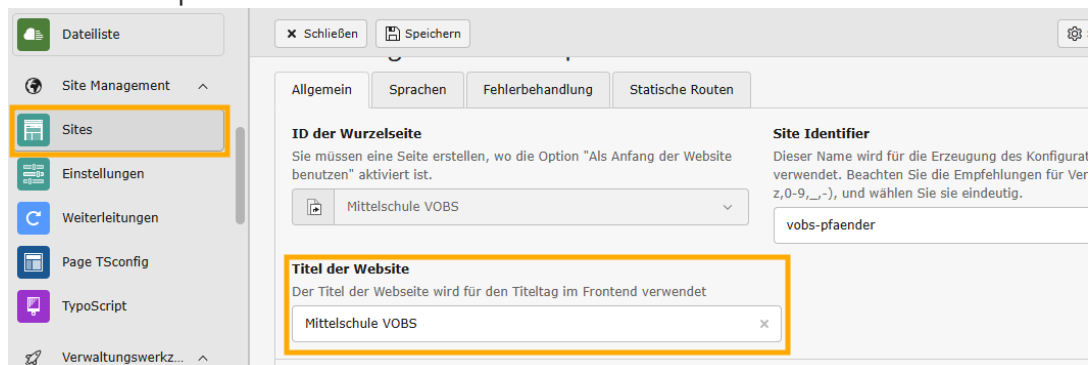 Dateiliste
Site Management
Sites
Einstellungen
Weiterleitungen
Page TSconfig
TypoScript
Verwaltungswerkz...
Schließen
Speichern
Allgemein
Sprachen
Fehlerbehandlung
Statische Routen
ID der Wurzelseite
Sie müssen eine Seite erstellen, wo die Option "Als Anfang der Website
benutzen" aktiviert ist.
Mittelschule VOBS
Site Identifier
Dieser Name wird für die Erzeugung des Konfigurat
verwendet. Beachten Sie die Empfehlungen für Ver
z,0-9,_,-), und wählen Sie sie eindeutig.
vobs-pfaender
Titel der Website
Der Titel der Webseite wird für den Titeltag im Frontend verwendet
Mittelschule VOBS